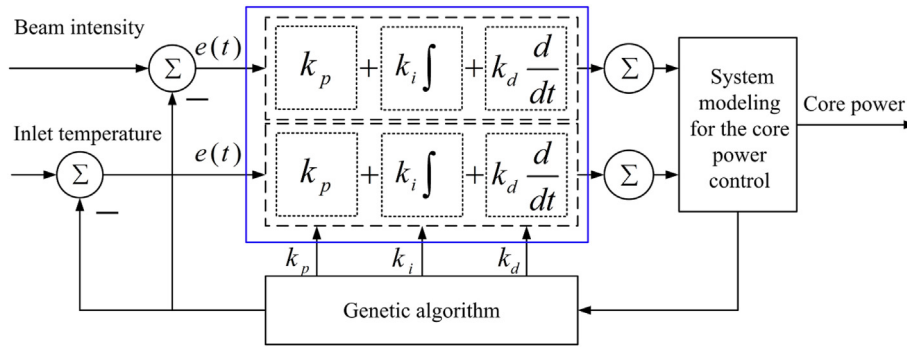 Beam intensity
Σ
e(t)
−
k_p + k_i ∫ + k_d d/dt
Σ
System
modeling
for the core
power
control
Core power
Inlet temperature
Σ
e(t)
−
k_p + k_i ∫ + k_d d/dt
Σ
k_p
k_i
k_d
Genetic algorithm